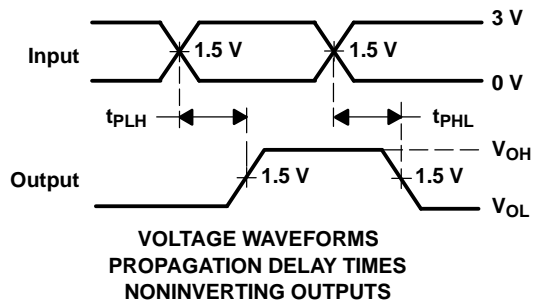 3 V
Input
1.5 V
1.5 V
0 V
tPLH
tPHL
VOH
Output
1.5 V
1.5 V
VOL
VOLTAGE WAVEFORMS
PROPAGATION DELAY TIMES
NONINVERTING OUTPUTS